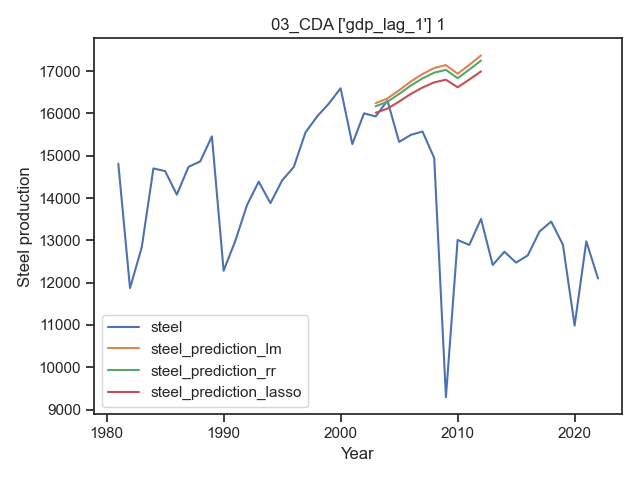 03_CDA ['gdp_lag_1'] 1
17000
16000
15000
14000
13000
12000
11000
10000
9000
Steel production
steel
steel_prediction_lm
steel_prediction_rr
steel_prediction_lasso
1980
1990
2000
2010
2020
Year